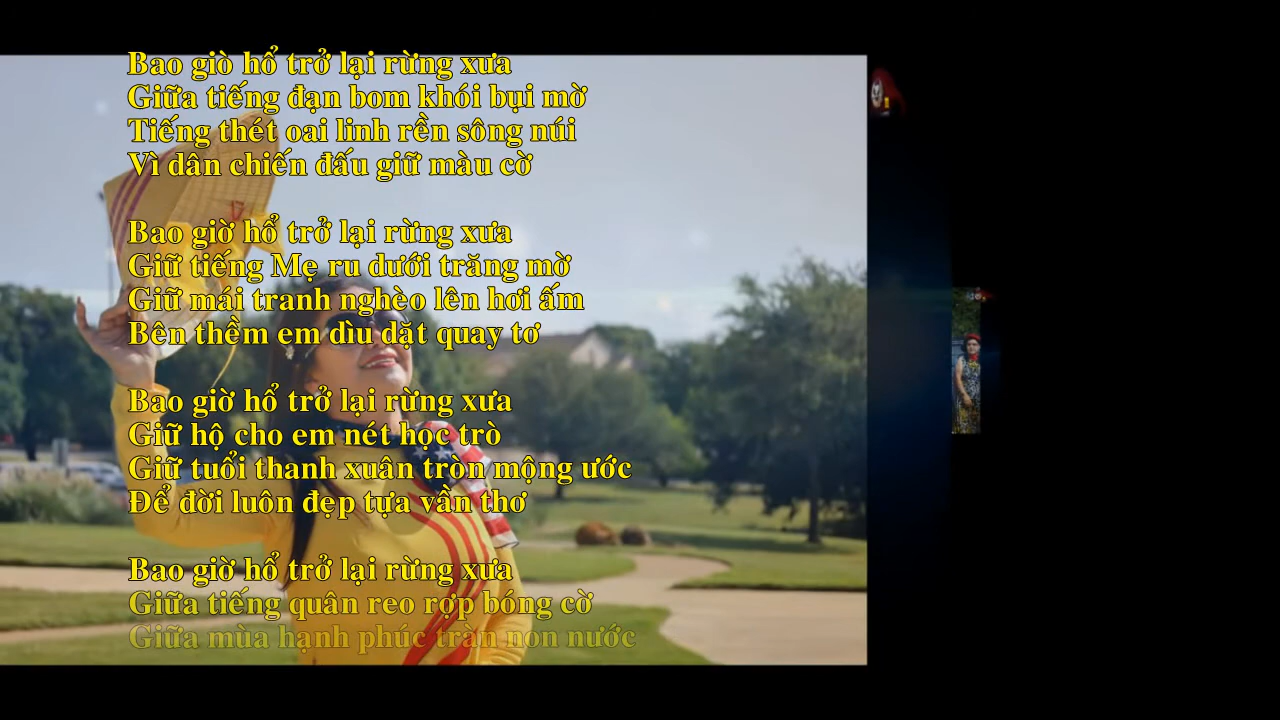 Bao giò hổ trở lại rừng xưa
Giữa tiếng đạn bom khói bụi mờ
Tiếng thét oai linh rền sông núi
Vì dân chiến đấu giữ màu cờ
Bao giờ hổ trở lại rừng xưa
Giữ tiếng Mẹ ru dưới trăng mờ
Giữ mái tranh nghèo lên hơi ấm
Bên thềm em dìu dặt quay tơ
Bao giờ hổ trở lại rừng xưa
Giữ hộ cho em nét học trò
Giữ tuổi thanh xuân tròn mộng ước
Để đời luôn đẹp tựa vần thơ
Bao giờ hổ trở lại rừng xưa
Giữa tiếng quân reo rợp bóng cờ
Giữa mùa hạnh phúc tràn non nước